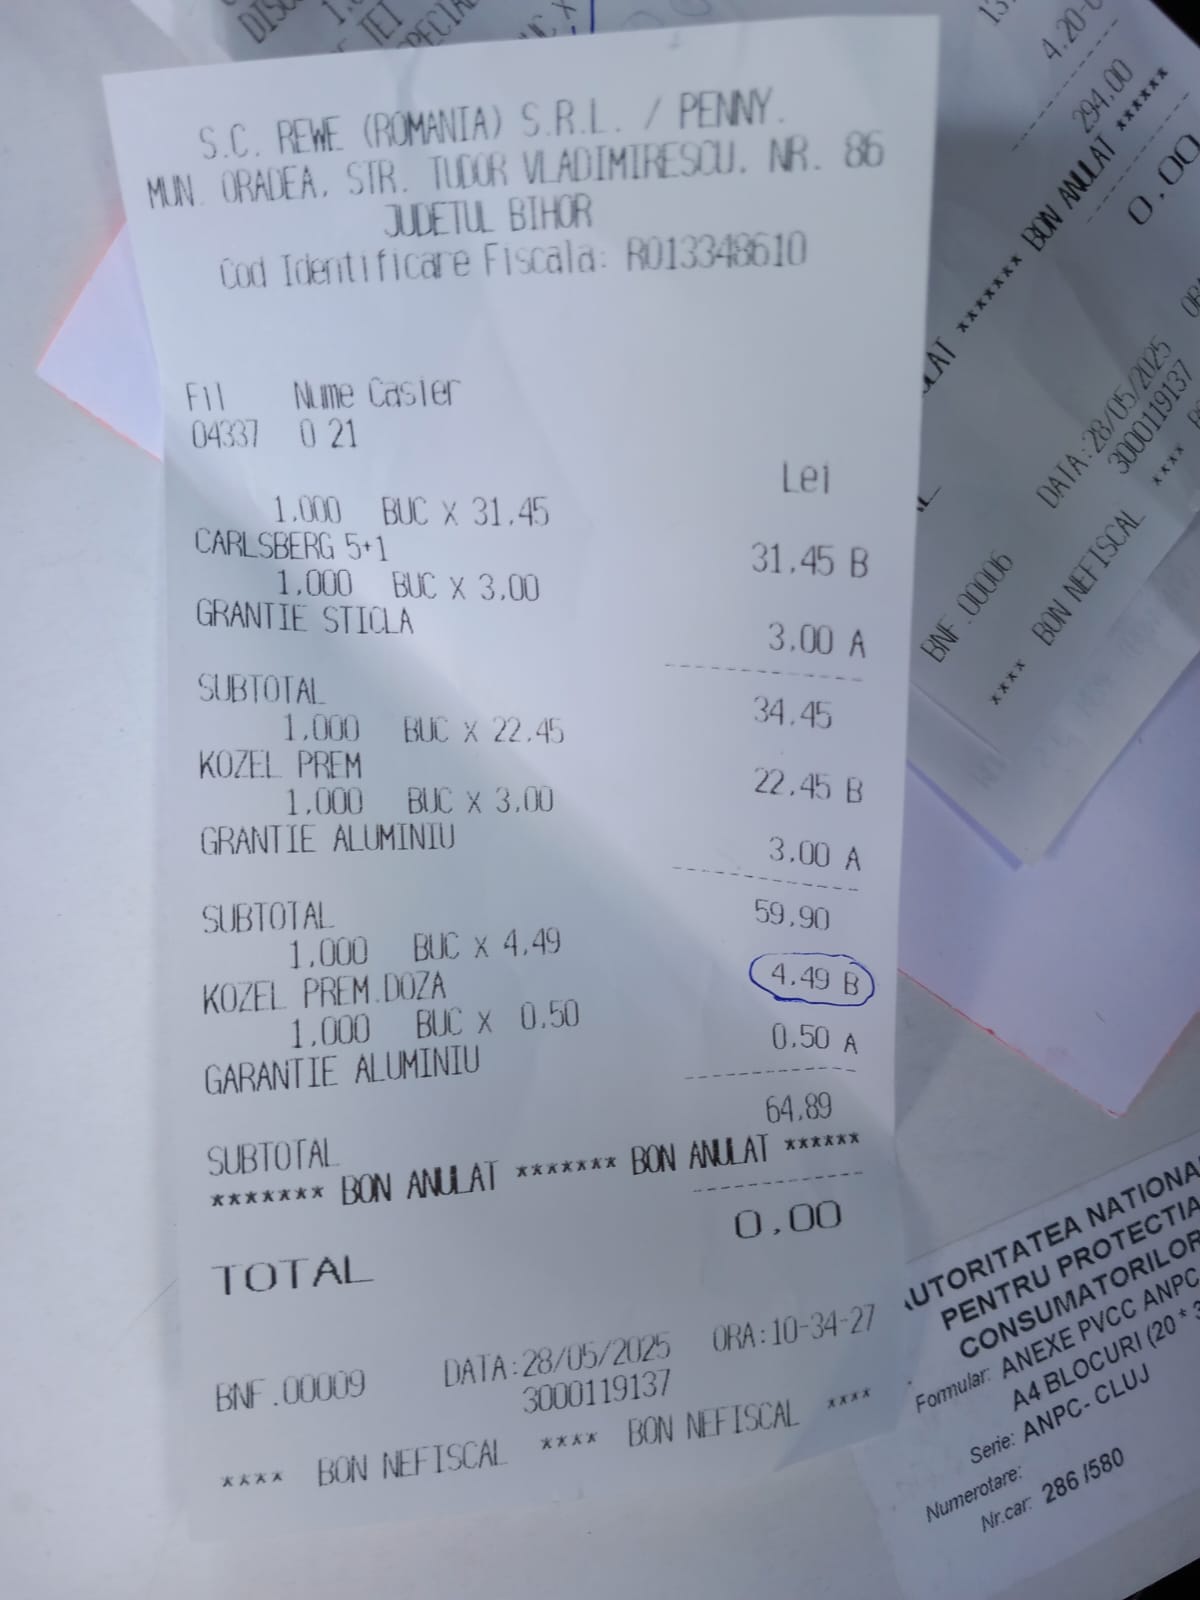 S.C. REWE (ROMANIA) S.R.L. / PENNY.
MUN. ORADEA, STR. TUDOR VLADIMIRESCU, NR. 86
JUDETUL BIHOR
Cod Identificare Fiscala: RO13348610
Fil Nume Casier
04337 0 21
Lei
1,000 BUC X 31,45
CARLSBERG 5+1 31,45 B
1,000 BUC X 3,00
GRANTIE STICLA 3,00 A
SUBTOTAL 34,45
1,000 BUC X 22,45
KOZEL PREM 22,45 B
1,000 BUC X 3,00
GRANTIE ALUMINIU 3,00 A
SUBTOTAL 59,90
1,000 BUC X 4,49
KOZEL PREM.DOZA 4,49 B
1,000 BUC X 0,50
GARANTIE ALUMINIU 0,50 A
SUBTOTAL 64,89
******* BON ANULAT ******* BON ANULAT ******
TOTAL 0,00
BNF.00009 DATA:28/05/2025 ORA:10-34-27
3000119137
**** BON NEFISCAL **** BON NEFISCAL ****
4.20
294,00
******* BON ANULAT ******
0,00
DATA:28/05/2025
3000119137
BNF.00006
**** BON NEFISCAL ****
AUTORITATEA NATIONA
PENTRU PROTECTIA
CONSUMATORILOR
Formular: ANEXE PVCC ANPC
A4 BLOCURI (20 * 3
Serie: ANPC- CLUJ
Numerotare:
Nr.car: 286 /580